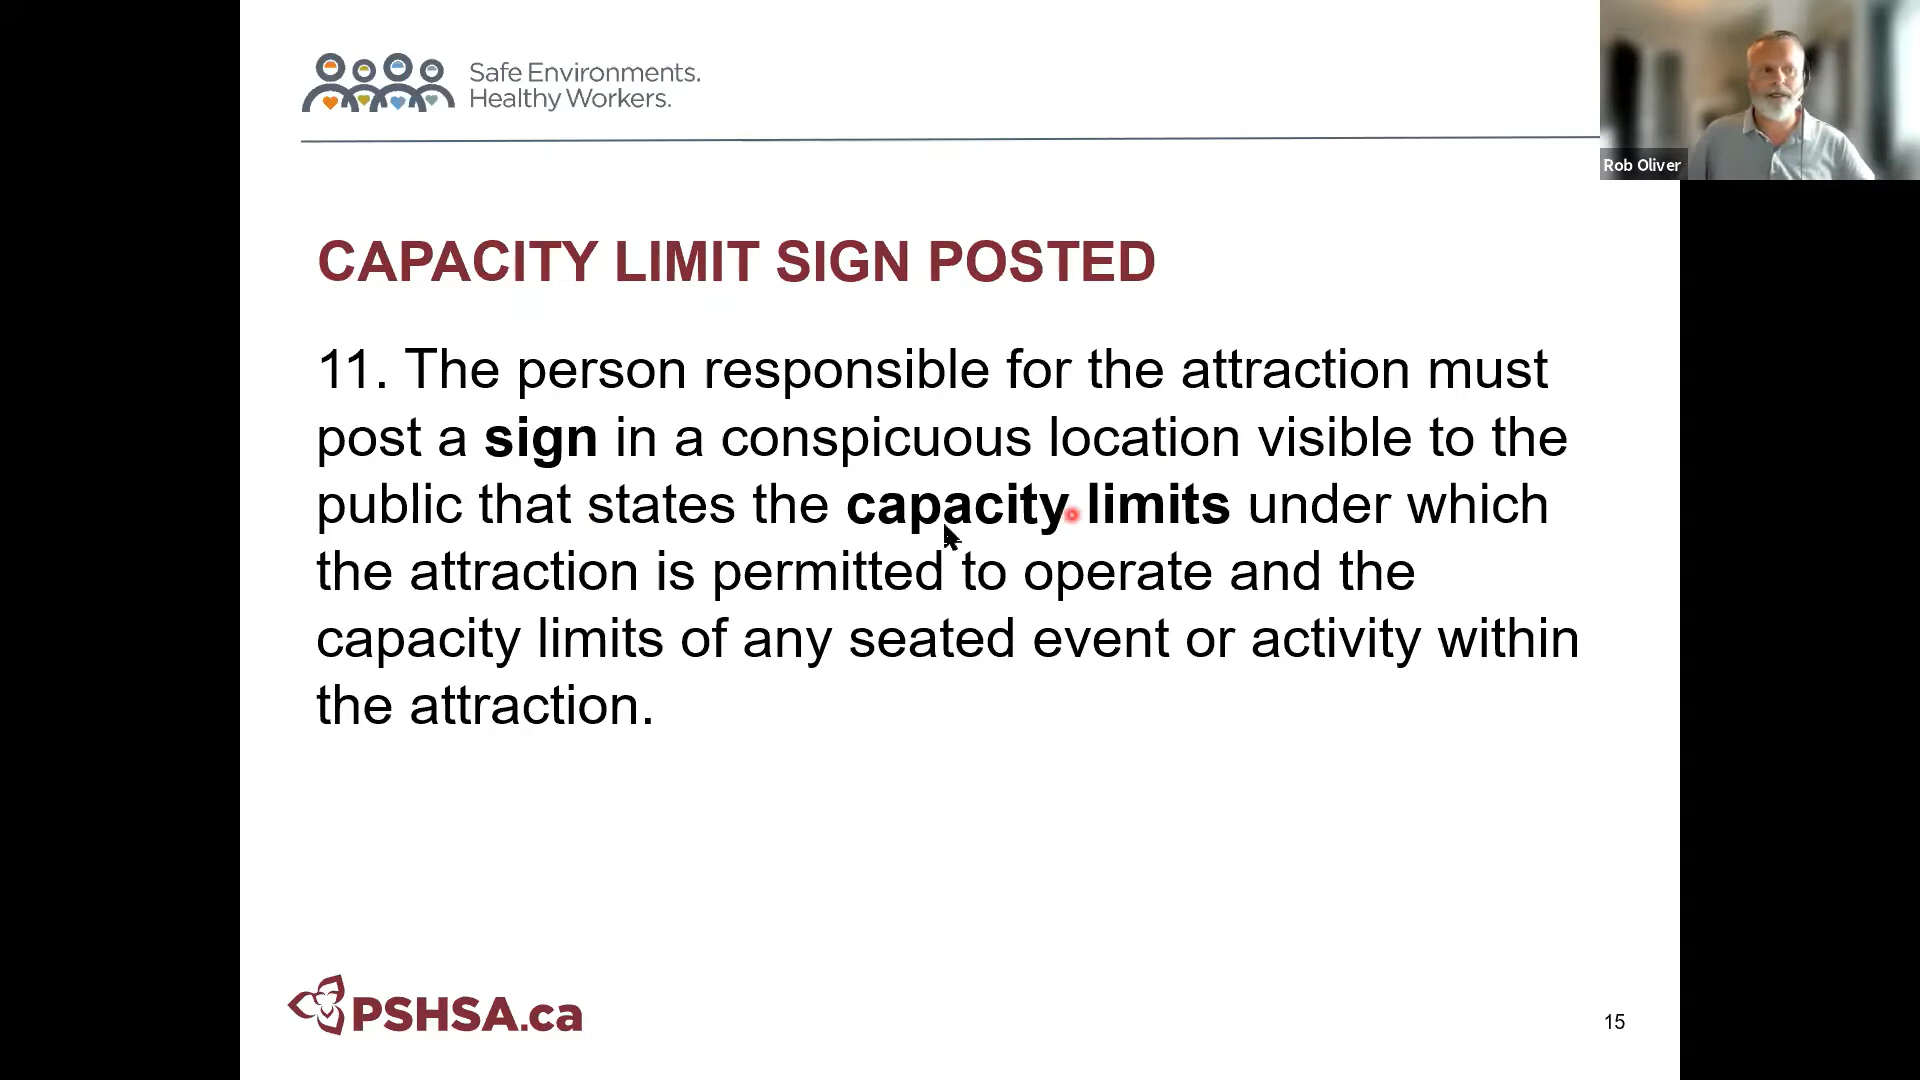 Safe Environments.
Healthy Workers.
Rob Oliver
CAPACITY LIMIT SIGN POSTED
11. The person responsible for the attraction must
post a sign in a conspicuous location visible to the
public that states the capacity limits under which
the attraction is permitted to operate and the
capacity limits of any seated event or activity within
the attraction.
PSHSA.ca
15